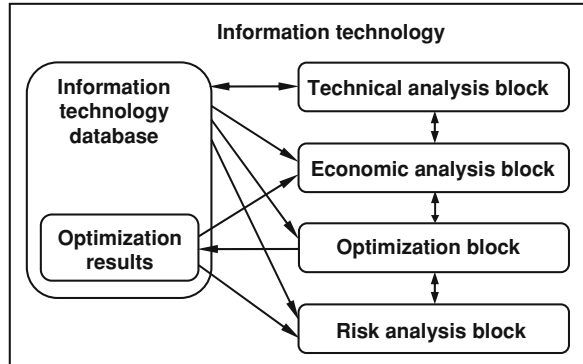 Information technology
Information
technology
database
Technical analysis block
Economic analysis block
Optimization
results
Optimization block
Risk analysis block